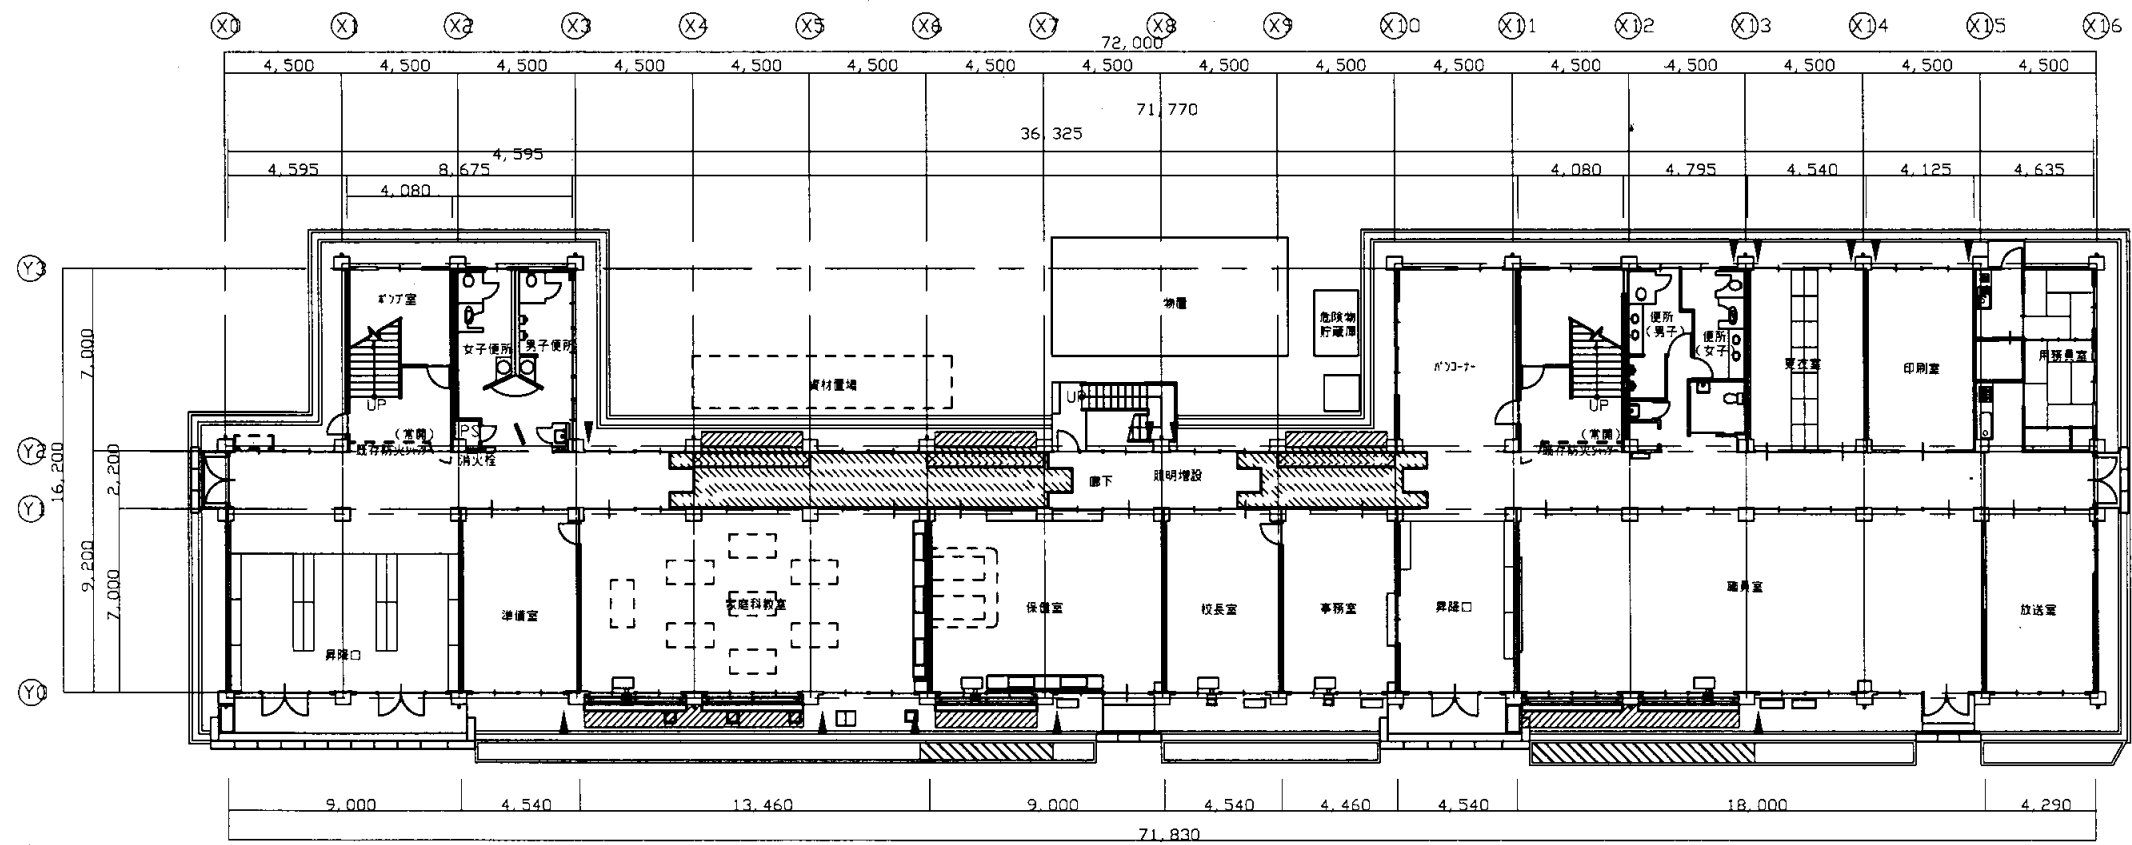 X0 X1 X2 X3 X4 X5 X6 X7 X8 X9 X10 X11 X12 X13 X14 X15 X16
72,000
4,500 4,500 4,500 4,500 4,500 4,500 4,500 4,500 4,500 4,500 4,500 4,500 4,500 4,500 4,500 4,500
71,770
36,325
4,595
4,595 8,675 4,080 4,795 4,540 4,125 4,635
4,080
Y3
ポンプ室
物置
危険物
貯蔵庫
便所
(男子)
便所
(女子)
女子便所
男子便所
資材置場
パンコーナー
更衣室
印刷室
用務員室
7,000
UP
UP
UP
(常開)
既存防火シャッター
PS
消火栓
(常開)
既存防火シャッター
Y2
16,200
2,200
廊下
照明増設
Y1
9,200
7,000
準備室
家庭科教室
保健室
校長室
事務室
昇降口
職員室
放送室
昇降口
Y0
9,000 4,540 13,460 9,000 4,540 4,460 4,540 18,000 4,290
71,830